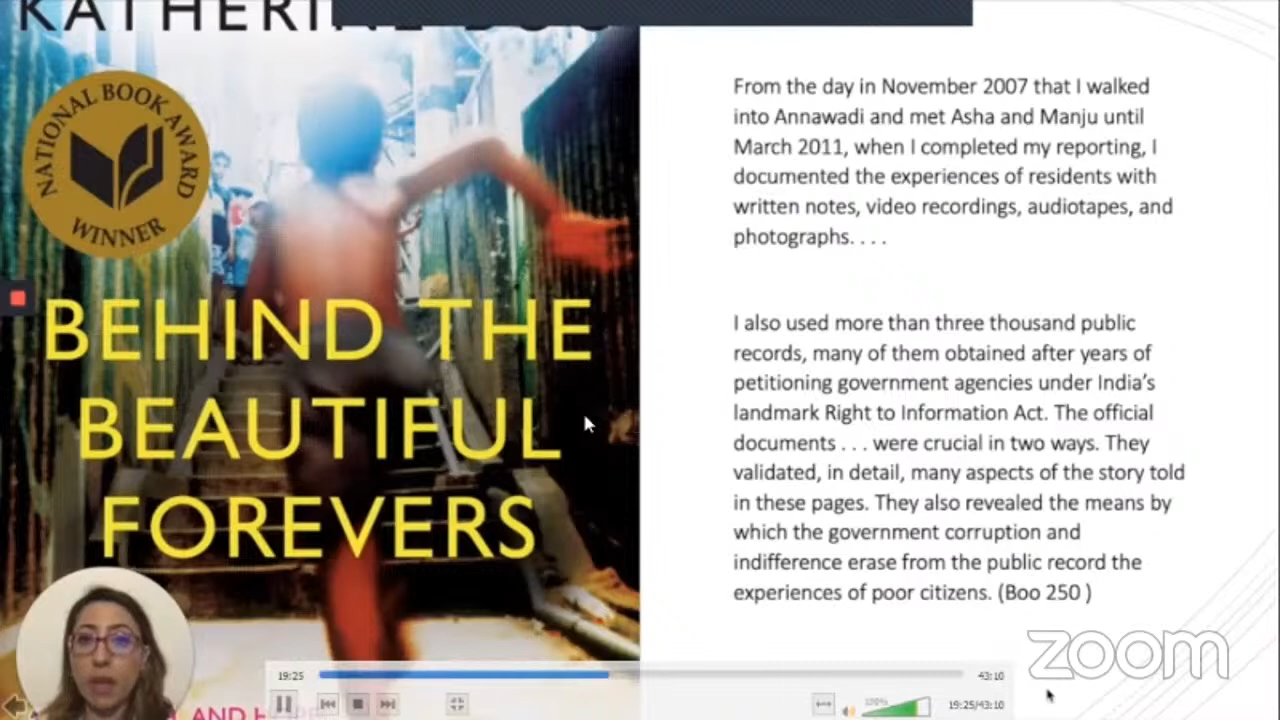 KATHERINE BOO
NATIONAL BOOK AWARD
WINNER
BEHIND THE
BEAUTIFUL
FOREVERS
AND
From the day in November 2007 that I walked
into Annawadi and met Asha and Manju until
March 2011, when I completed my reporting, I
documented the experiences of residents with
written notes, video recordings, audiotapes, and
photographs. . . .
I also used more than three thousand public
records, many of them obtained after years of
petitioning government agencies under India's
landmark Right to Information Act. The official
documents . . . were crucial in two ways. They
validated, in detail, many aspects of the story told
in these pages. They also revealed the means by
which the government corruption and
indifference erase from the public record the
experiences of poor citizens. (Boo 250 )
zoom
19:25
43:10
100%
19:25/43:10